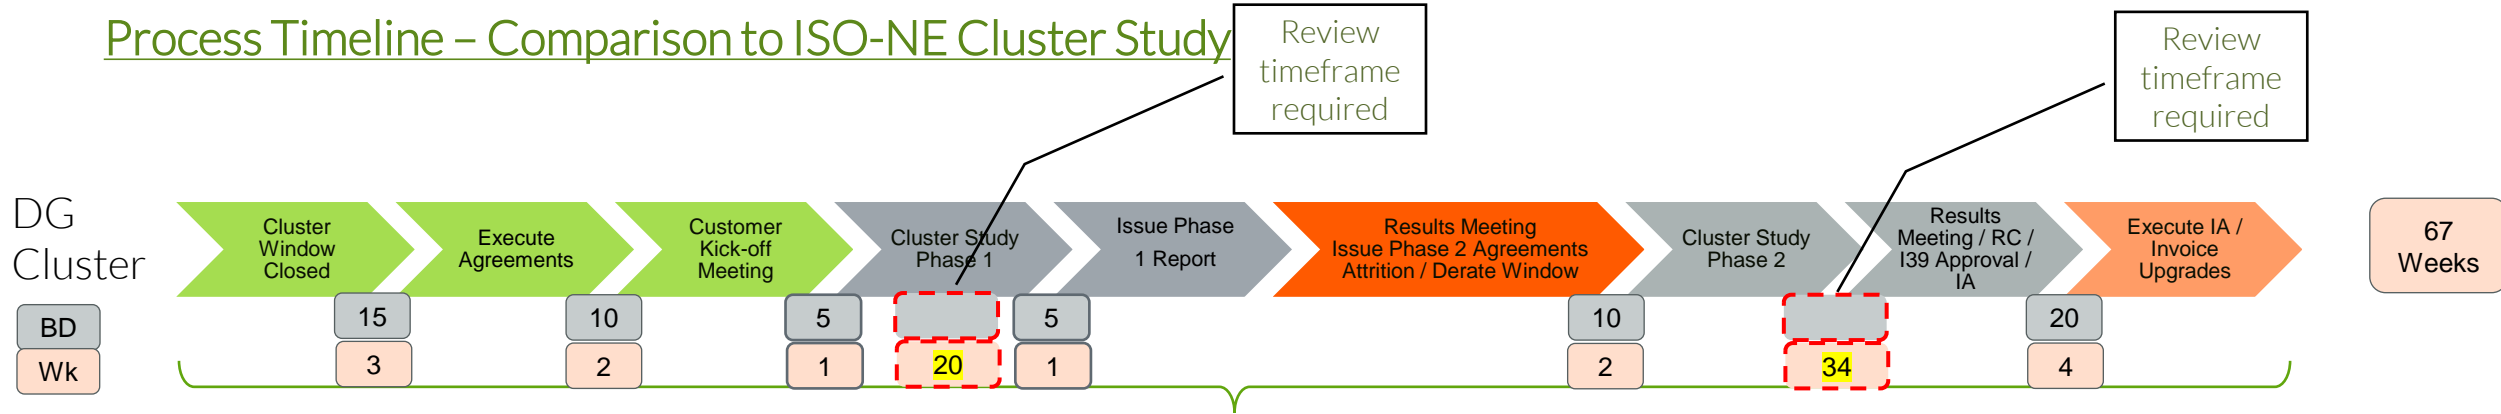 Process Timeline – Comparison to ISO-NE Cluster Study
Review
timeframe
required
Review
timeframe
required
DG
Cluster
Cluster
Window
Closed
Execute
Agreements
Customer
Kick-off
Meeting
Cluster Study
Phase 1
Issue Phase
1 Report
Results Meeting
Issue Phase 2 Agreements
Attrition / Derate Window
Cluster Study
Phase 2
Results
Meeting / RC /
I39 Approval /
IA
Execute IA /
Invoice
Upgrades
67
Weeks
BD
15
10
5
5
10
20
Wk
3
2
1
20
1
2
34
4